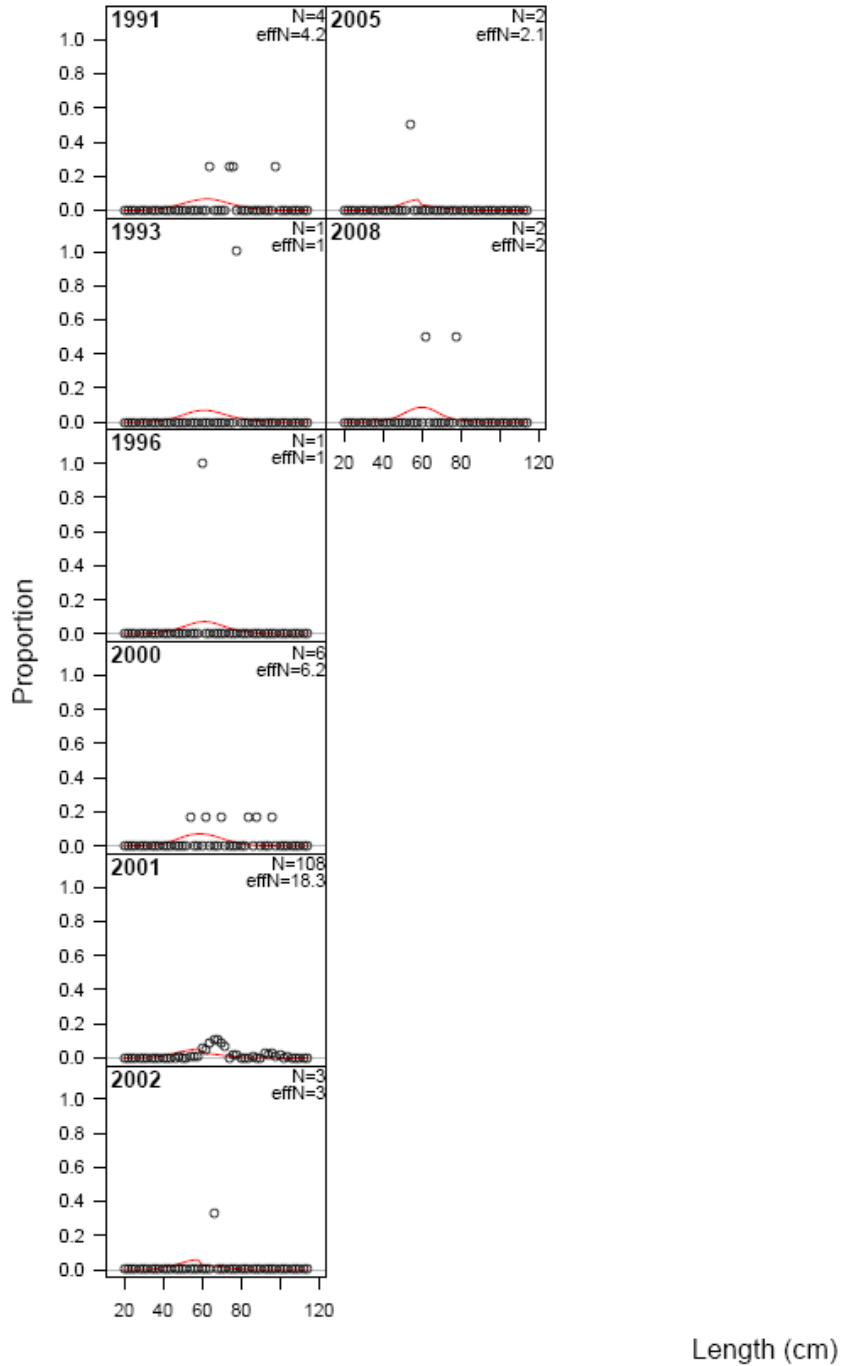 1991 N=4 2005 N=2
effN=4.2 effN=2.1
1.0
0.8
0.6
0.4
0.2
0.0
1993 N=1 2008 N=2
effN=1 effN=2
1.0
0.8
0.6
0.4
0.2
0.0
1996 N=1
effN=1
20 40 60 80 120
1.0
0.8
0.6
0.4
0.2
0.0
Proportion
2000 N=6
effN=6.2
1.0
0.8
0.6
0.4
0.2
0.0
2001 N=108
effN=18.3
1.0
0.8
0.6
0.4
0.2
0.0
2002 N=3
effN=3
1.0
0.8
0.6
0.4
0.2
0.0
20 40 60 80 120
Length (cm)